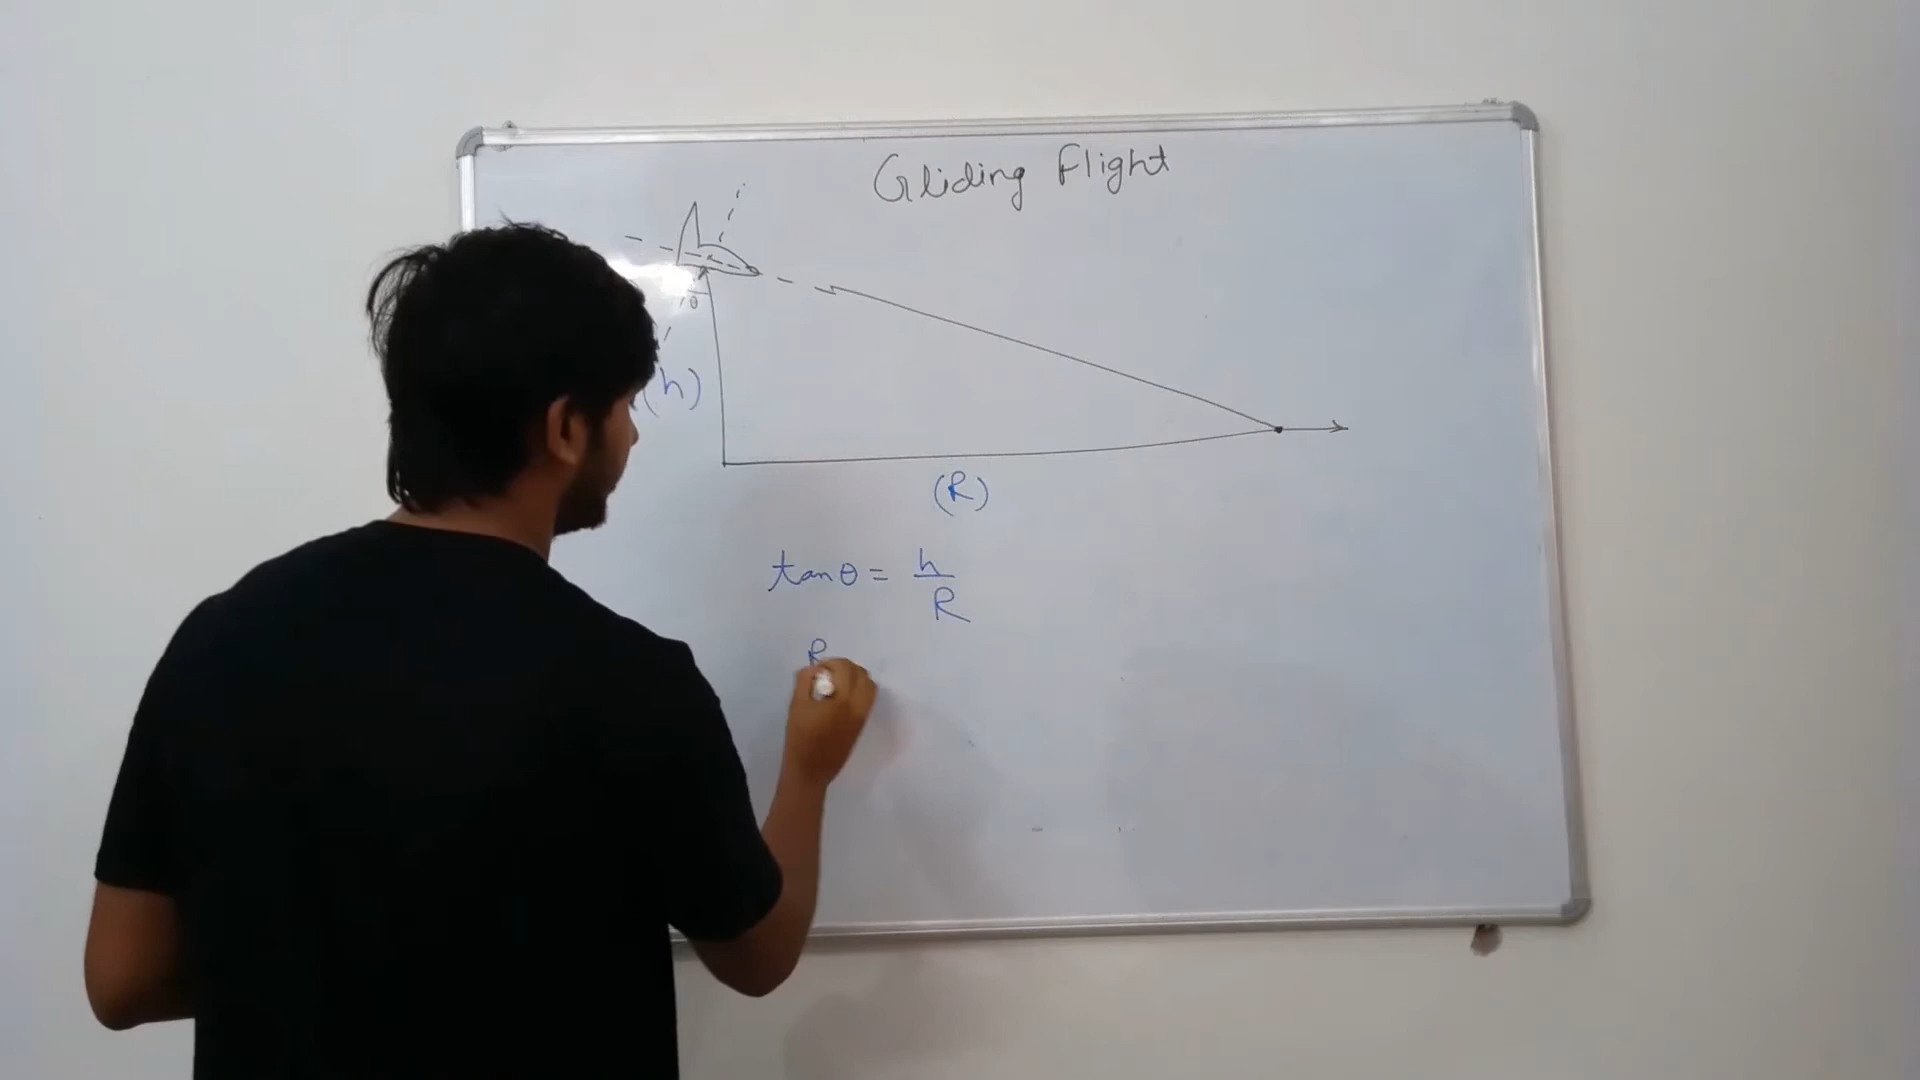 Gliding Flight
θ
(h)
(R)
tanθ = h/R
R